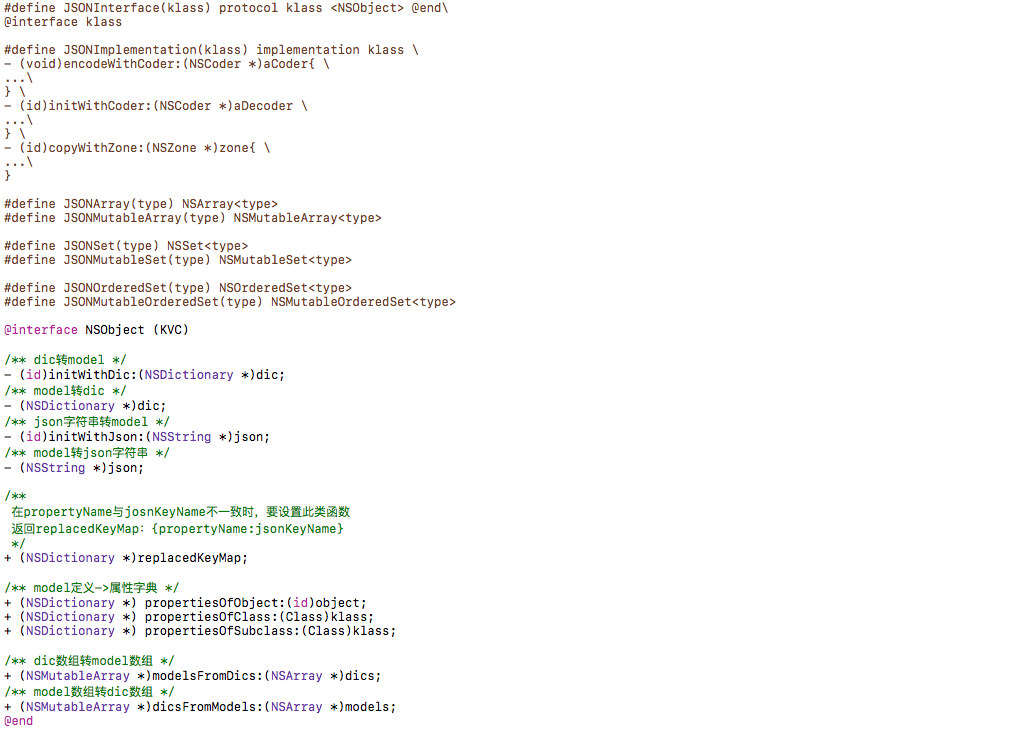 #define JSONInterface(klass) protocol klass <NSObject> @end\
@interface klass
#define JSONImplementation(klass) implementation klass \
- (void)encodeWithCoder:(NSCoder *)aCoder{ \
...\
} \
- (id)initWithCoder:(NSCoder *)aDecoder \
...\
} \
- (id)copyWithZone:(NSZone *)zone{ \
...\
}
#define JSONArray(type) NSArray<type>
#define JSONMutableArray(type) NSMutableArray<type>
#define JSONSet(type) NSSet<type>
#define JSONMutableSet(type) NSMutableSet<type>
#define JSONOrderedSet(type) NSOrderedSet<type>
#define JSONMutableOrderedSet(type) NSMutableOrderedSet<type>
@interface NSObject (KVC)
/** dic转model */
- (id)initWithDic:(NSDictionary *)dic;
/** model转dic */
- (NSDictionary *)dic;
/** json字符串转model */
- (id)initWithJson:(NSString *)json;
/** model转json字符串 */
- (NSString *)json;
/**
在propertyName与josnKeyName不一致时，要设置此类函数
返回replacedKeyMap：{propertyName:jsonKeyName}
*/
+ (NSDictionary *)replacedKeyMap;
/** model定义->属性字典 */
+ (NSDictionary *) propertiesOfObject:(id)object;
+ (NSDictionary *) propertiesOfClass:(Class)klass;
+ (NSDictionary *) propertiesOfSubclass:(Class)klass;
/** dic数组转model数组 */
+ (NSMutableArray *)modelsFromDics:(NSArray *)dics;
/** model数组转dic数组 */
+ (NSMutableArray *)dicsFromModels:(NSArray *)models;
@end